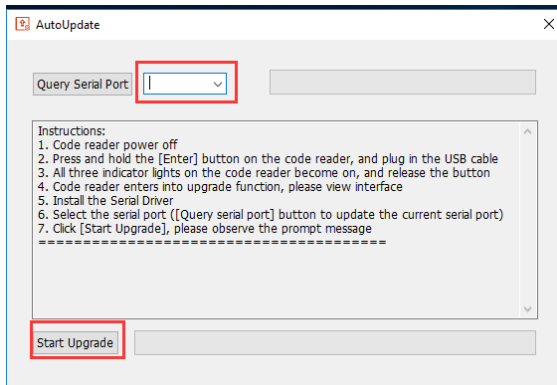 AutoUpdate
Query Serial Port
Instructions:
1. Code reader power off
2. Press and hold the [Enter] button on the code reader, and plug in the USB cable
3. All three indicator lights on the code reader become on, and release the button
4. Code reader enters into upgrade function, please view interface
5. Install the Serial Driver
6. Select the serial port ([Query serial port] button to update the current serial port)
7. Click [Start Upgrade], please observe the prompt message
=======================================
Start Upgrade